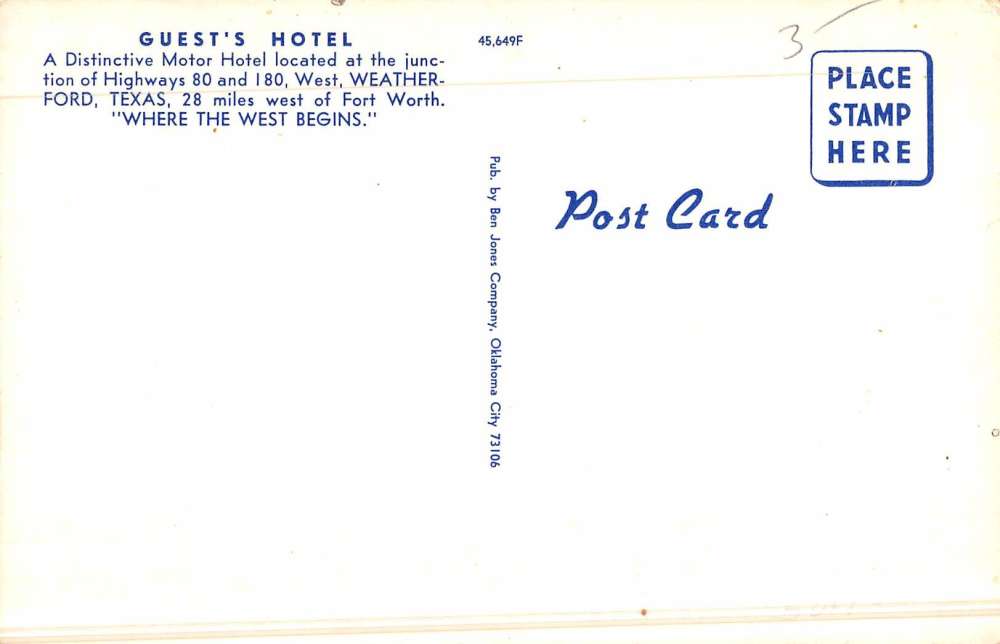 GUEST'S HOTEL
A Distinctive Motor Hotel located at the junc-
tion of Highways 80 and 180, West, WEATHER-
FORD, TEXAS, 28 miles west of Fort Worth.
"WHERE THE WEST BEGINS."
45,649F
3-
PLACE
STAMP
HERE
Post Card
Pub. by Ben Jones Company, Oklahoma City 73106